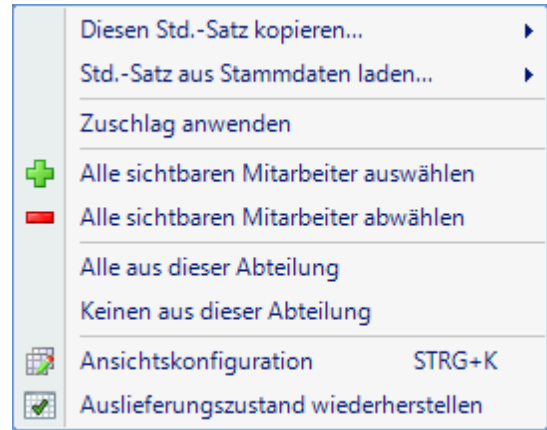 Diesen Std.-Satz kopieren...
Std.-Satz aus Stammdaten laden...
Zuschlag anwenden
Alle sichtbaren Mitarbeiter auswählen
Alle sichtbaren Mitarbeiter abwählen
Alle aus dieser Abteilung
Keinen aus dieser Abteilung
Ansichtskonfiguration STRG+K
Auslieferungszustand wiederherstellen